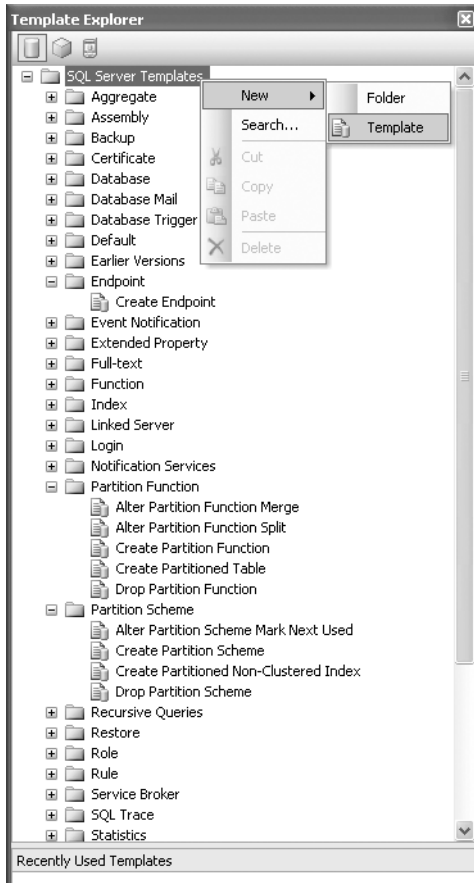 Template Explorer
SQL Server Templates
Aggregate
New
Folder
Assembly
Search...
Template
Backup
Certificate
Cut
Database
Copy
Database Mail
Database Trigger
Paste
Default
Delete
Earlier Versions
Endpoint
Create Endpoint
Event Notification
Extended Property
Full-text
Function
Index
Linked Server
Login
Notification Services
Partition Function
Alter Partition Function Merge
Alter Partition Function Split
Create Partition Function
Create Partitioned Table
Drop Partition Function
Partition Scheme
Alter Partition Scheme Mark Next Used
Create Partition Scheme
Create Partitioned Non-Clustered Index
Drop Partition Scheme
Recursive Queries
Restore
Role
Rule
Service Broker
SQL Trace
Statistics
Recently Used Templates